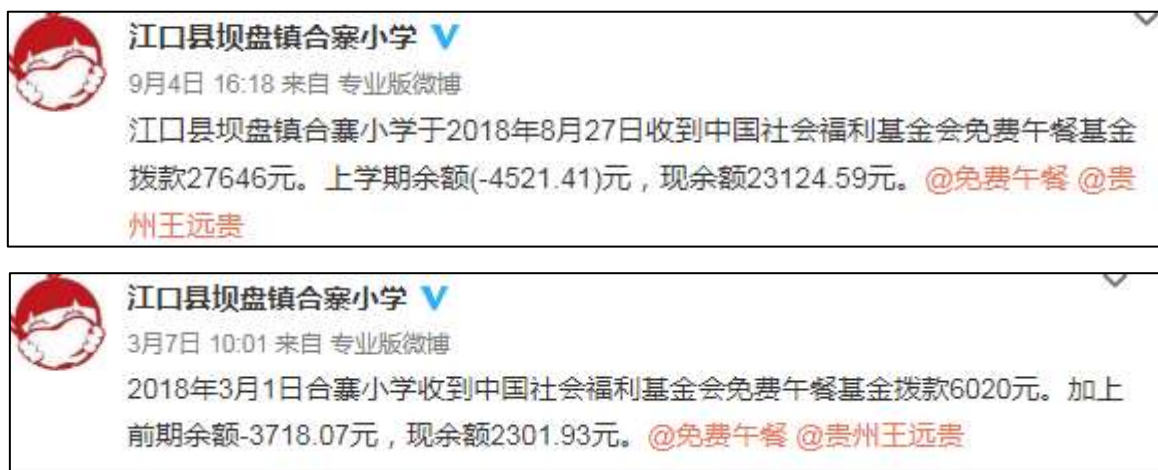 江口县坝盘镇合寨小学
9月4日 16:18 来自 专业版微博
江口县坝盘镇合寨小学于2018年8月27日收到中国社会福利基金会免费午餐基金
拨款27646元。上学期余额(-4521.41)元，现余额23124.59元。@免费午餐 @贵
州王远贵
江口县坝盘镇合寨小学
3月7日 10:01 来自 专业版微博
2018年3月1日合寨小学收到中国社会福利基金会免费午餐基金拨款6020元。加上
前期余额-3718.07元，现余额2301.93元。@免费午餐 @贵州王远贵